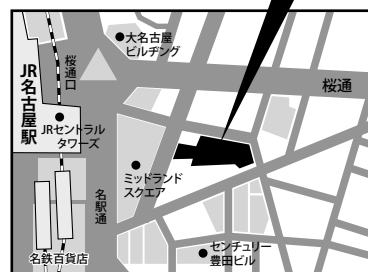 大名古屋
ビルヂング
桜通口
桜通
JR名古屋駅
JRセントラル
タワーズ
名駅通
ミッドランド
スクエア
名鉄百貨店
センチュリー
豊田ビル